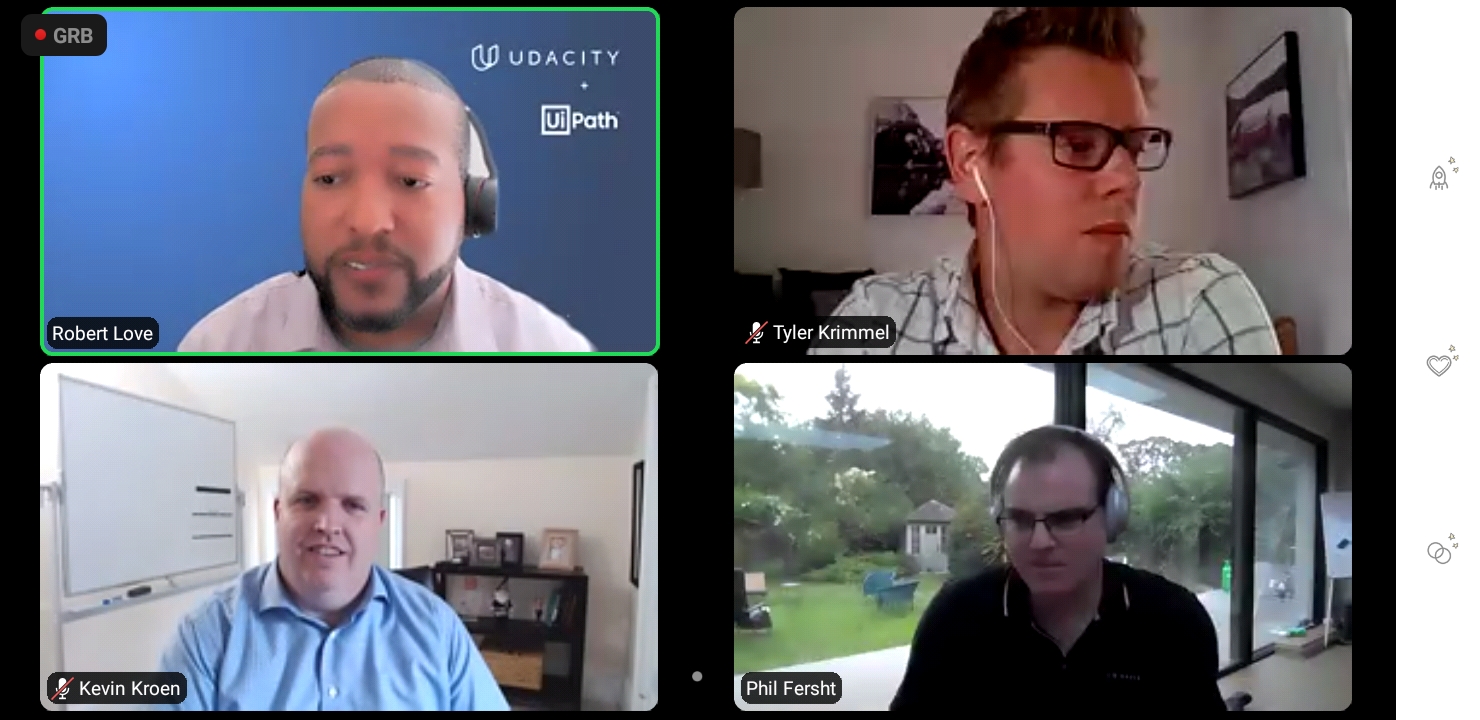 GRB
UDACITY
+
UiPath
Robert Love
Tyler Krimmel
Kevin Kroen
Phil Fersht